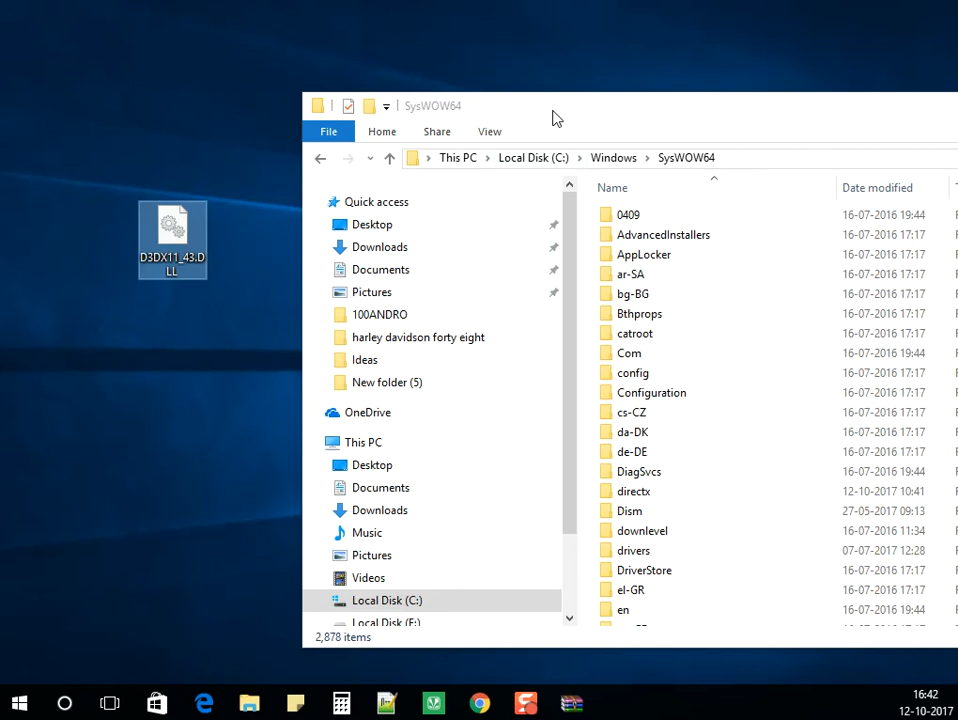 SysWOW64
File Home Share View
This PC Local Disk (C:) Windows SysWOW64
D3DX11_43.D
LL
Quick access
Desktop
Downloads
Documents
Pictures
100ANDRO
harley davidson forty eight
Ideas
New folder (5)
OneDrive
This PC
Desktop
Documents
Downloads
Music
Pictures
Videos
Local Disk (C:)
Local Disk (F:)
Name Date modified
0409 16-07-2016 19:44
AdvancedInstallers 16-07-2016 17:17
AppLocker 16-07-2016 17:17
ar-SA 16-07-2016 17:17
bg-BG 16-07-2016 17:17
Bthprops 16-07-2016 17:17
catroot 16-07-2016 17:17
Com 16-07-2016 19:44
config 16-07-2016 17:17
Configuration 16-07-2016 17:17
cs-CZ 16-07-2016 17:17
da-DK 16-07-2016 17:17
de-DE 16-07-2016 17:17
DiagSvcs 16-07-2016 19:44
directx 12-10-2017 10:41
Dism 27-05-2017 09:13
downlevel 16-07-2016 11:34
drivers 07-07-2017 12:28
DriverStore 16-07-2016 17:17
el-GR 16-07-2016 17:17
en 16-07-2016 19:44
2,878 items
16:42
12-10-2017